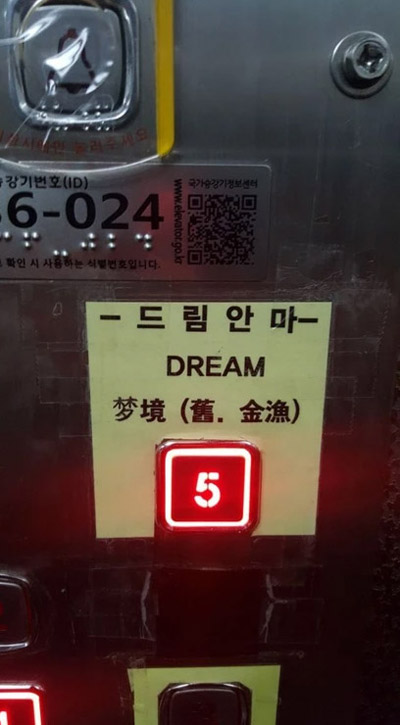 승강기번호(ID)
6-024
국가승강기정보센터
www.elevator.go.kr
확인 시 사용하는 식별번호입니다.
- 드 림 안 마-
DREAM
梦境 (舊. 金漁)
5